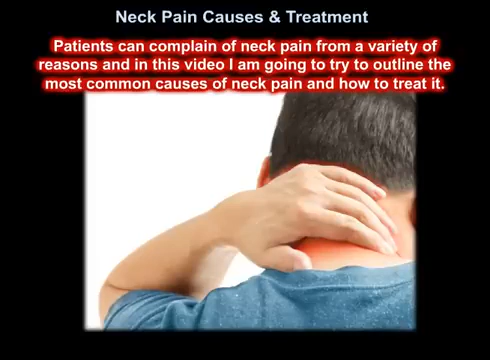 Neck Pain Causes & Treatment
Patients can complain of neck pain from a variety of
reasons and in this video I am going to try to outline the
most common causes of neck pain and how to treat it.